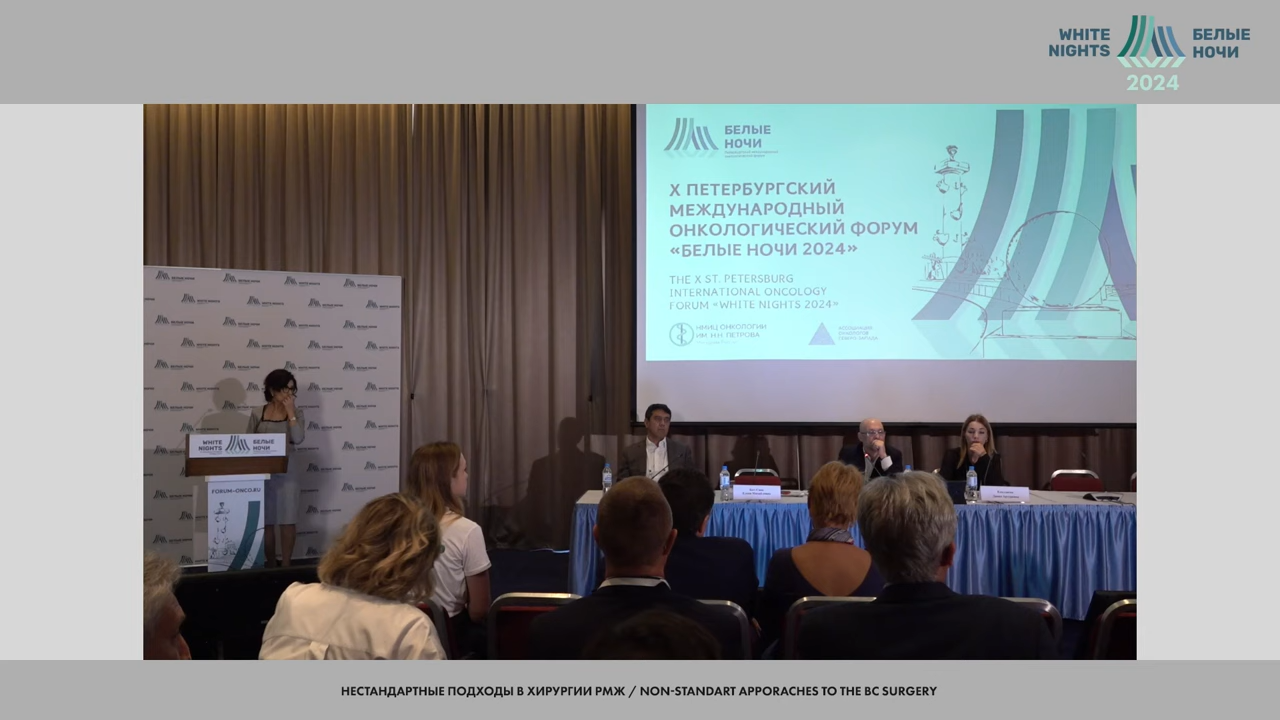 WHITE
NIGHTS
БЕЛЫЕ
НОЧИ
2024
БЕЛЫЕ
НОЧИ
X ПЕТЕРБУРГСКИЙ
МЕЖДУНАРОДНЫЙ
ОНКОЛОГИЧЕСКИЙ ФОРУМ
«БЕЛЫЕ НОЧИ 2024»
THE X ST. PETERSBURG
INTERNATIONAL ONCOLOGY
FORUM «WHITE NIGHTS 2024»
НМИЦ ОНКОЛОГИИ
ИМ. Н.Н. ПЕТРОВА
WHITE
NIGHTS
БЕЛЫЕ
НОЧИ
FORUM-ONCO.RU
НЕСТАНДАРТНЫЕ ПОДХОДЫ В ХИРУРГИИ РМЖ / NON-STANDART APPORACHES TO THE BC SURGERY